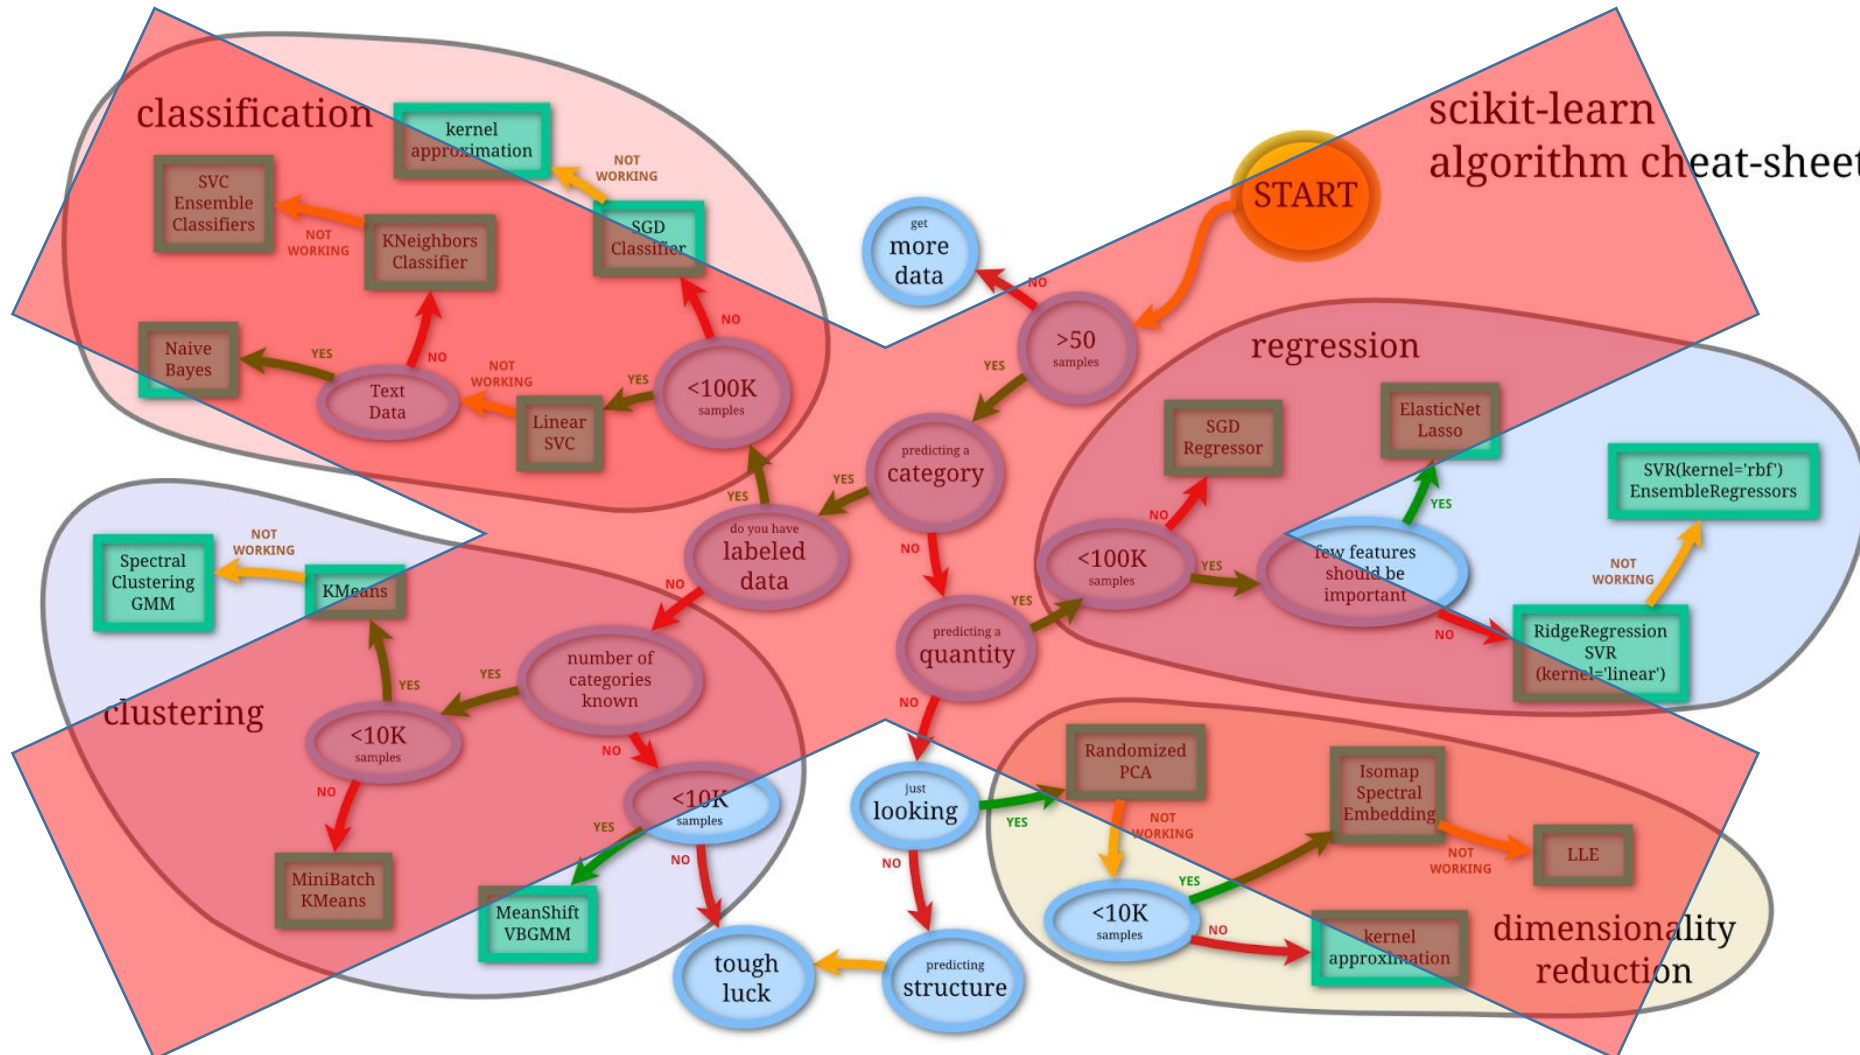 scikit-learn
algorithm cheat-sheet
classification
kernel
approximation
NOT
WORKING
SVC
Ensemble
Classifiers
NOT
WORKING
KNeighbors
Classifier
SGD
Classifier
NO
Naive
Bayes
YES
Text
Data
NO
NOT
WORKING
Linear
SVC
YES
<100K
samples
YES
START
get
more
data
NO
>50
samples
YES
predicting a
category
YES
do you have
labeled
data
NO
NO
predicting a
quantity
YES
NO
regression
SGD
Regressor
NO
<100K
samples
YES
ElasticNet
Lasso
YES
few features
should be
important
NO
SVR(kernel='rbf')
EnsembleRegressors
NOT
WORKING
RidgeRegression
SVR
(kernel='linear')
clustering
Spectral
Clustering
GMM
NOT
WORKING
KMeans
YES
<10K
samples
YES
number of
categories
known
NO
NO
MiniBatch
KMeans
<10K
samples
YES
NO
MeanShift
VBGMM
tough
luck
just
looking
YES
NO
predicting
structure
Randomized
PCA
NOT
WORKING
<10K
samples
YES
NO
Isomap
Spectral
Embedding
NOT
WORKING
LLE
kernel
approximation
dimensionality
reduction